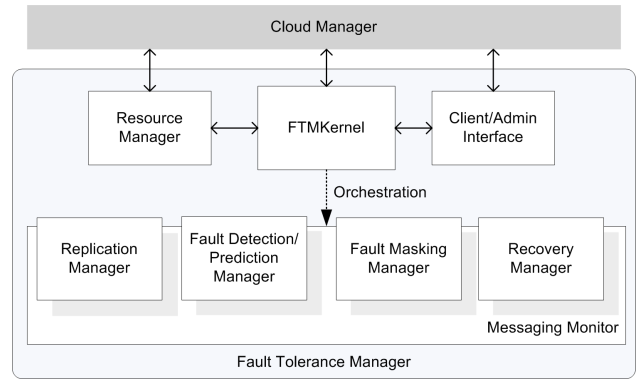 Cloud Manager
Resource
Manager
FTMKernel
Client/Admin
Interface
Orchestration
Replication
Manager
Fault Detection/
Prediction
Manager
Fault Masking
Manager
Recovery
Manager
Messaging Monitor
Fault Tolerance Manager